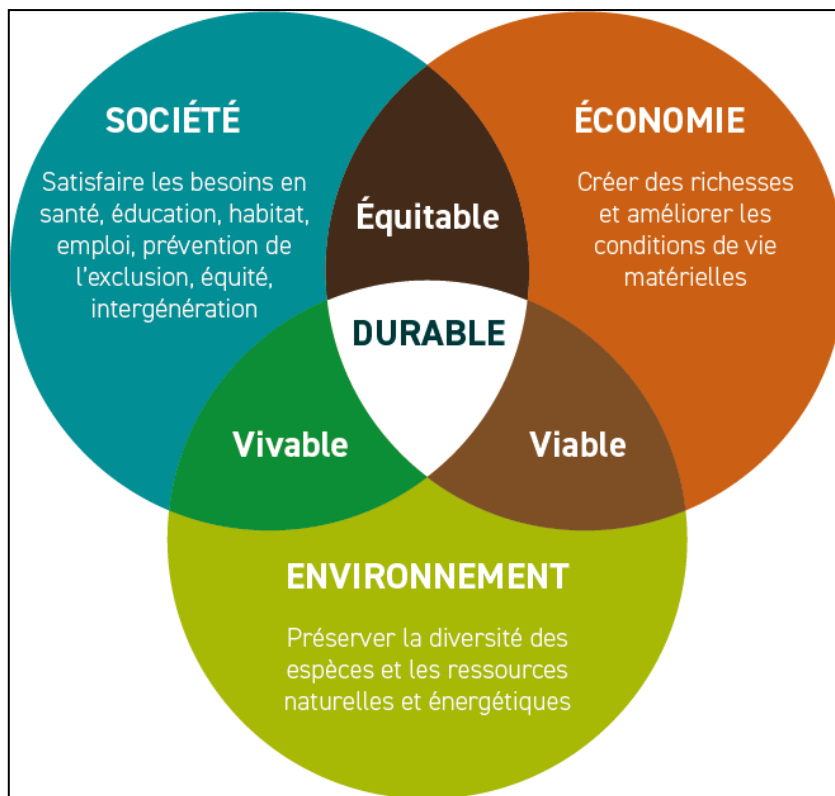 SOCIÉTÉ
Satisfaire les besoins en
santé, éducation, habitat,
emploi, prévention de
l'exclusion, équité,
intergénération
ÉCONOMIE
Créer des richesses
et améliorer les
conditions de vie
matérielles
Équitable
DURABLE
Vivable
Viable
ENVIRONNEMENT
Préserver la diversité des
espèces et les ressources
naturelles et énergétiques